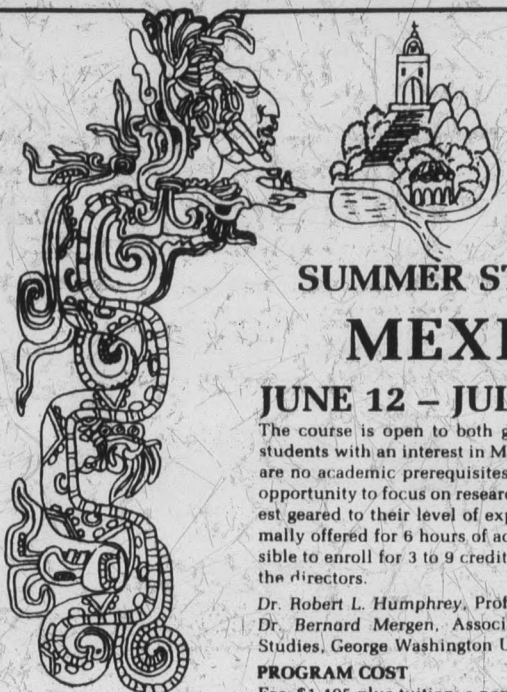 SUMMER ST
MEXI
JUNE 12 – JUL
The course is open to both g
students with an interest in M
are no academic prerequisites
opportunity to focus on resear
est geared to their level of exp
mally offered for 6 hours of ac
sible to enroll for 3 to 9 credit
the directors.
Dr. Robert L. Humphrey, Prof
Dr. Bernard Mergen, Associ
Studies, George Washington U
PROGRAM COST